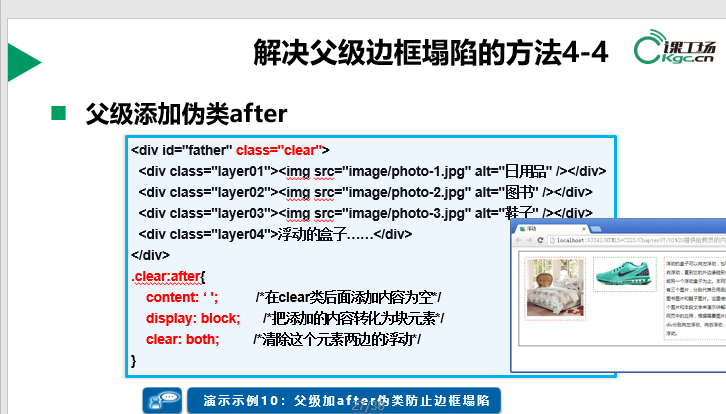 解决父级边框塌陷的方法4-4
课工场
kgc.cn
父级添加伪类after
<div id="father" class="clear">
<div class="layer01"><img src="image/photo-1.jpg" alt="日用品" /></div>
<div class="layer02"><img src="image/photo-2.jpg" alt="图书" /></div>
<div class="layer03"><img src="image/photo-3.jpg" alt="鞋子" /></div>
<div class="layer04">浮动的盒子……</div>
</div>
.clear:after{
content: ‘ '; /*在clear类后面添加内容为空*/
display: block; /*把添加的内容转化为块元素*/
clear: both; /*清除这个元素两边的浮动*/
}
浮动
演示示例10：父级加after伪类防止边框塌陷
27/38